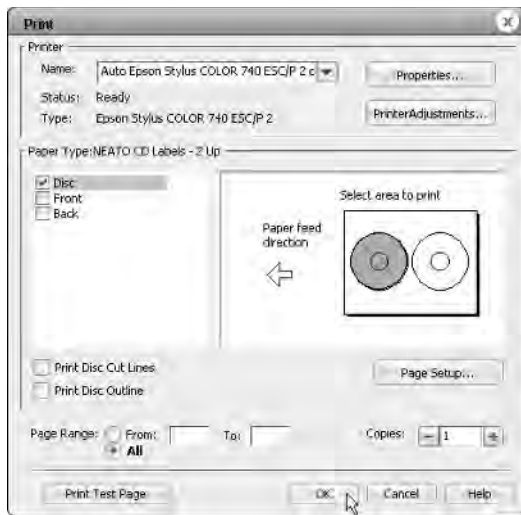 Print
Printer
Name: Auto Epson Stylus COLOR 740 ESC/P 2 c
Properties...
Status: Ready
Type: Epson Stylus COLOR 740 ESC/P 2
PrinterAdjustments...
Paper Type:NEATO CD Labels - 2 Up
Disc
Front
Back
Select area to print
Paper feed
direction
Print Disc Cut Lines
Print Disc Outline
Page Setup...
Page Range: From: To: Copies: 1
All
Print Test Page OK Cancel Help